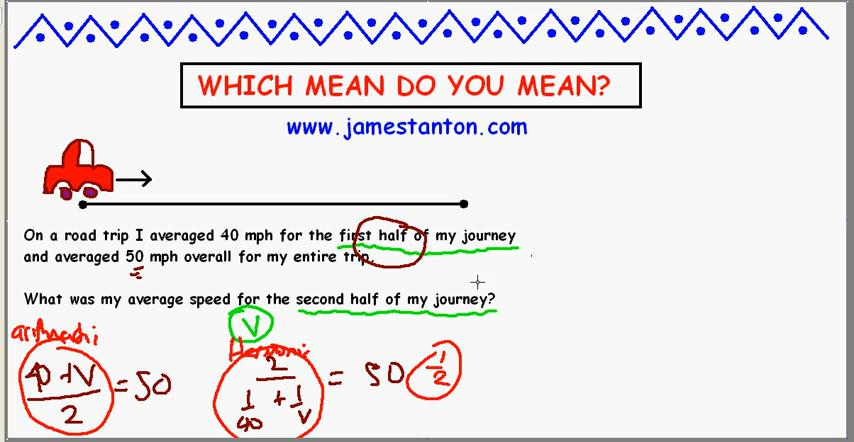 WHICH MEAN DO YOU MEAN?
www.jamestanton.com
On a road trip I averaged 40 mph for the first half of my journey
and averaged 50 mph overall for my entire trip.
What was my average speed for the second half of my journey?
V
Harmonic
40 + V / 2 = 50
2 / (1/40 + 1/V) = 50 1/2